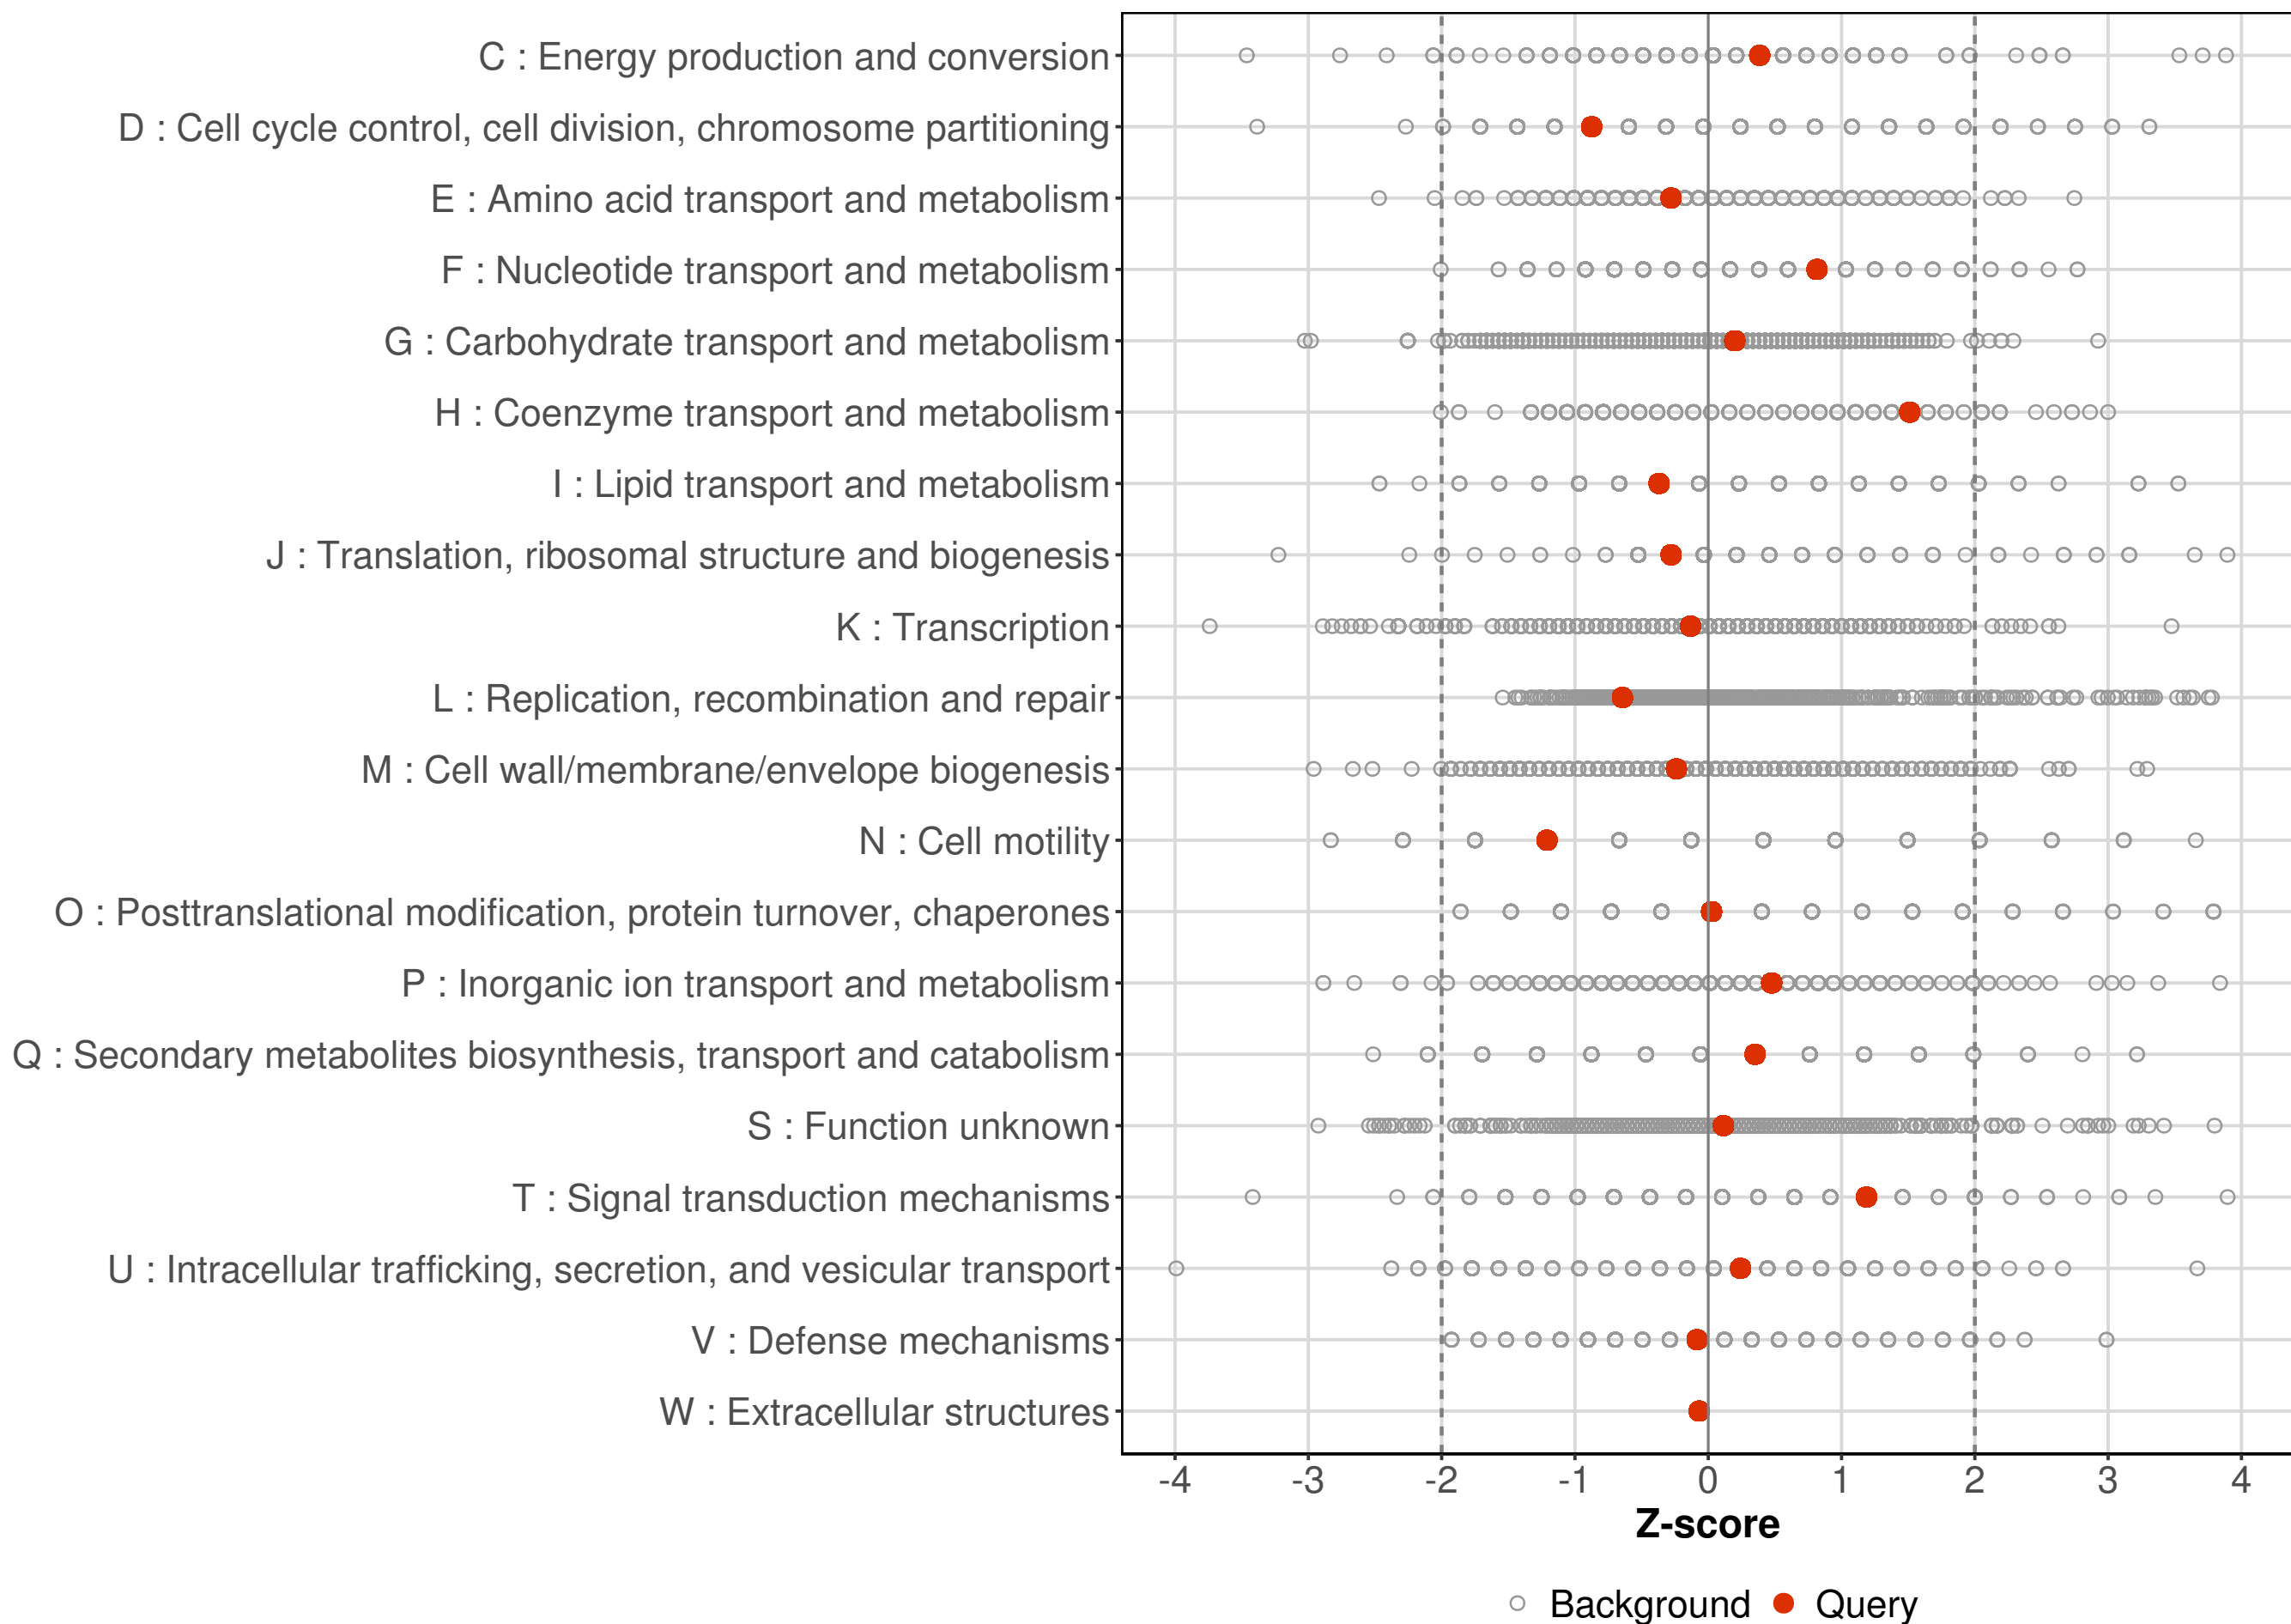 C : Energy production and conversion
D : Cell cycle control, cell division, chromosome partitioning
E : Amino acid transport and metabolism
F : Nucleotide transport and metabolism
G : Carbohydrate transport and metabolism
H : Coenzyme transport and metabolism
I : Lipid transport and metabolism
J : Translation, ribosomal structure and biogenesis
K : Transcription
L : Replication, recombination and repair
M : Cell wall/membrane/envelope biogenesis
N : Cell motility
O : Posttranslational modification, protein turnover, chaperones
P : Inorganic ion transport and metabolism
Q : Secondary metabolites biosynthesis, transport and catabolism
S : Function unknown
T : Signal transduction mechanisms
U : Intracellular trafficking, secretion, and vesicular transport
V : Defense mechanisms
W : Extracellular structures
-4 -3 -2 -1 0 1 2 3 4
Z-score
Background Query